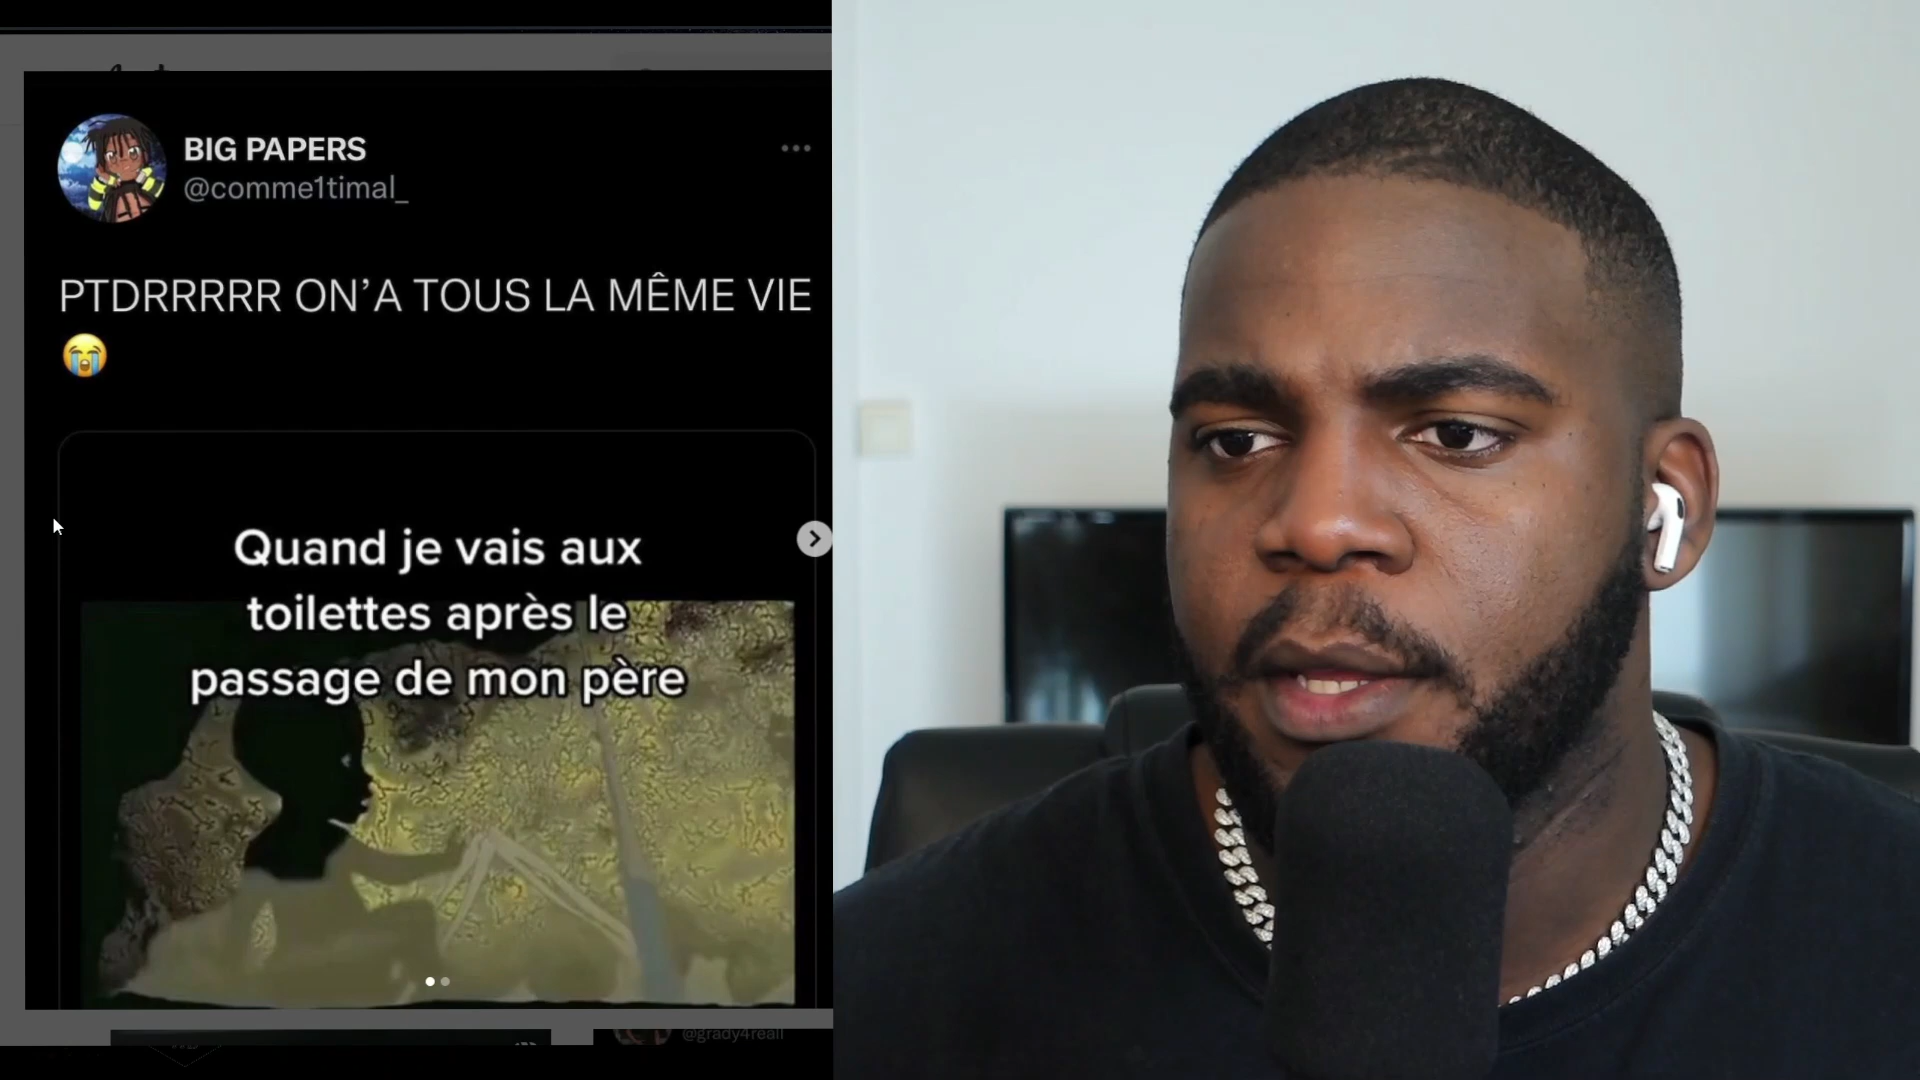 BIG PAPERS
@comme1timal_
PTDRRRRR ON’A TOUS LA MÊME VIE
😭
Quand je vais aux
toilettes après le
passage de mon père
@grady4reall